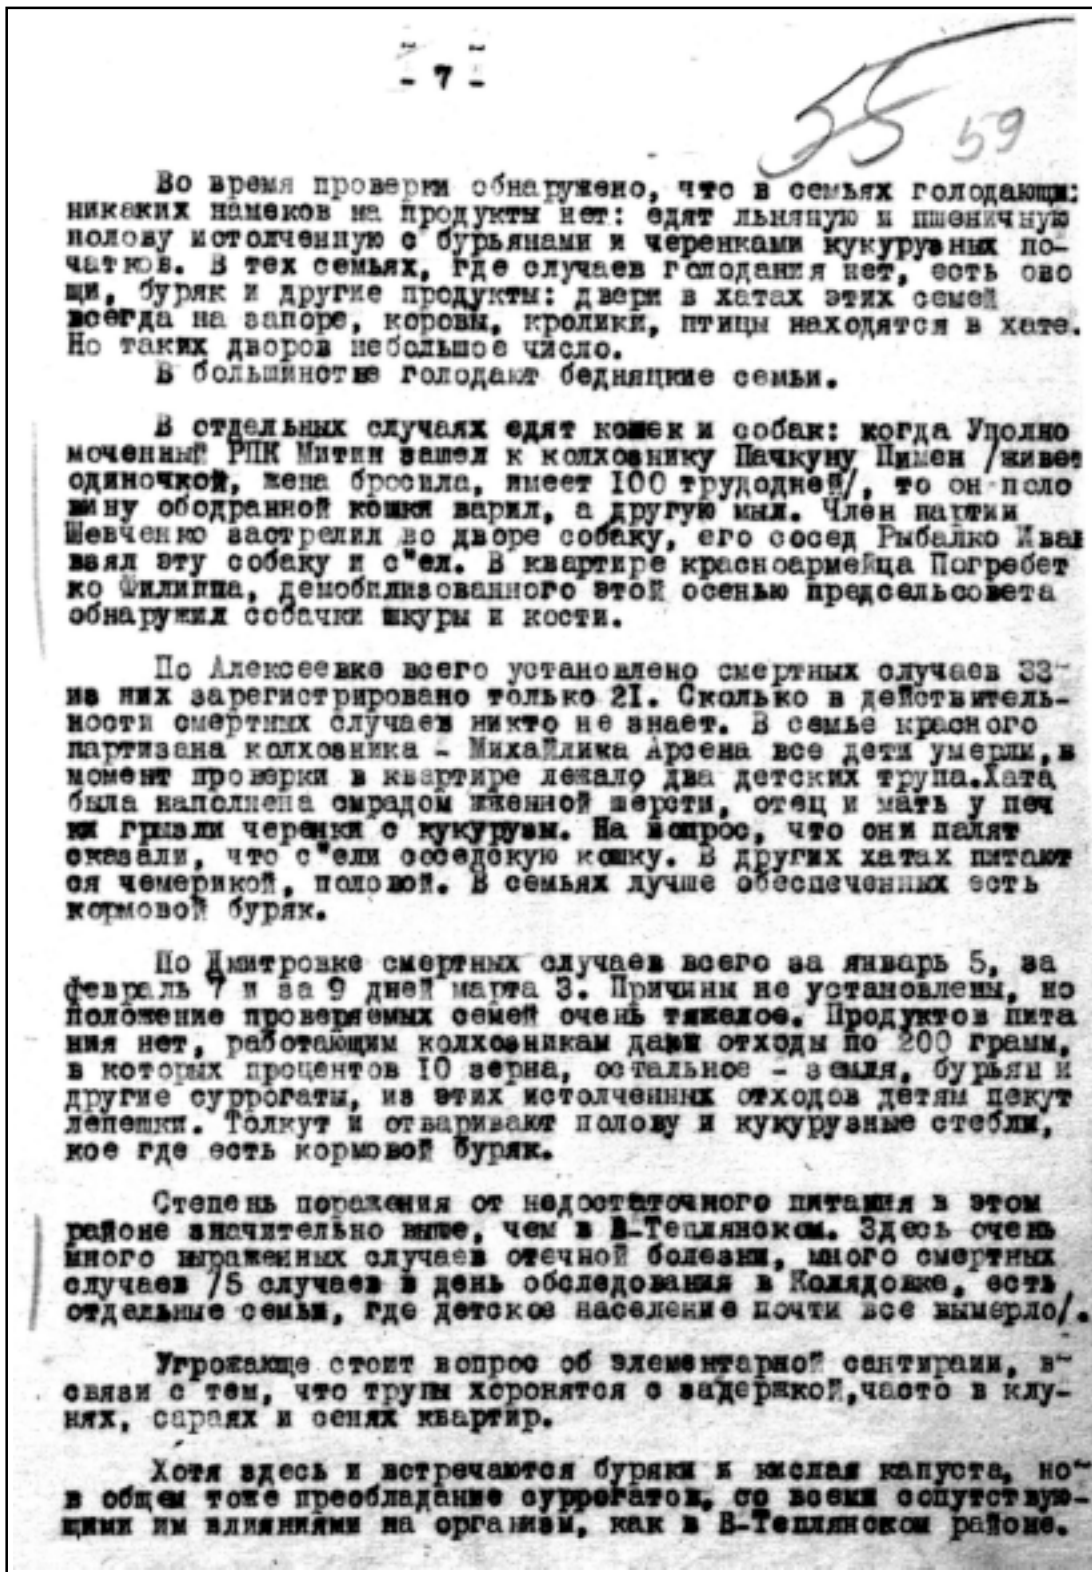 - 7 -
55 59
Во время проверки обнаружено, что в семьях голодающи:
никаких намеков на продукты нет: едят льняную и пшеничную
полову истолченную с бурьянами и черенками кукурузных по-
чатков. В тех семьях, где случаев голодания нет, есть ово
щи, буряк и другие продукты: двери в хатах этих семей
всегда на запоре, коровы, кролики, птицы находятся в хате.
Но таких дворов небольшое число.
В большинстве голодают бедняцкие семьи.
В отдельных случаях едят кошек и собак: когда Уполно
моченный РПК Митин зашел к колхознику Пачкуну Пимен /живет
одиночкой, жена бросила, имеет 100 трудодней/, то он поло
вину ободранной кошки варил, а другую мыл. Член партии
Шевченко застрелил во дворе собаку, его сосед Рыбалко Иван
взял эту собаку и с"ел. В квартире красноармейца Погребет
ко Филиппа, демобилизованного этой осенью предсельсовета
обнаружил собачки шкуры и кости.
По Алексеевке всего установлено смертных случаев 33-
из них зарегистрировано только 21. Сколько в действитель-
ности смертных случаев никто не знает. В семье красного
партизана колхозника - Михайлика Арсена все дети умерли, в
момент проверки в квартире лежало два детских трупа. Хата
была наполнена смрадом жженной шерсти, отец и мать у печ
ки грызли черенки с кукурузы. На вопрос, что они палят
сказали, что с"ели соседскую кошку. В других хатах питают
ся чемерикой, половой. В семьях лучше обеспеченных есть
кормовой буряк.
По Дмитровке смертных случаев всего за январь 5, за
февраль 7 и за 9 дней марта 3. Причины не установлены, но
положение проверяемых семей очень тяжелое. Продуктов пита
ния нет, работающим колхозникам дали отходы по 200 грамм,
в которых процентов 10 зерна, остальное - земля, бурьян и
другие суррогаты, из этих истолченных отходов детям пекут
лепешки. Толкут и отваривают полову и кукурузные стебли,
кое где есть кормовой буряк.
Степень поражения от недостаточного питания в этом
районе значительно выше, чем в В-Теплянском. Здесь очень
много выраженных случаев отечной болезни, много смертных
случаев /5 случаев в день обследования в Колядовке, есть
отдельные семьи, где детское население почти все вымерло/.
Угрожающе стоит вопрос об элементарной сантираии, в-
связи с тем, что трупы хоронятся с задержкой, часто в клу-
нях, сараях и сенях квартир.
Хотя здесь и встречаются буряки и кислая капуста, но-
в общем тоже преобладание суррогатов, со всеми сопутствую-
щими им влияниями на организм, как в В-Теплянском районе.